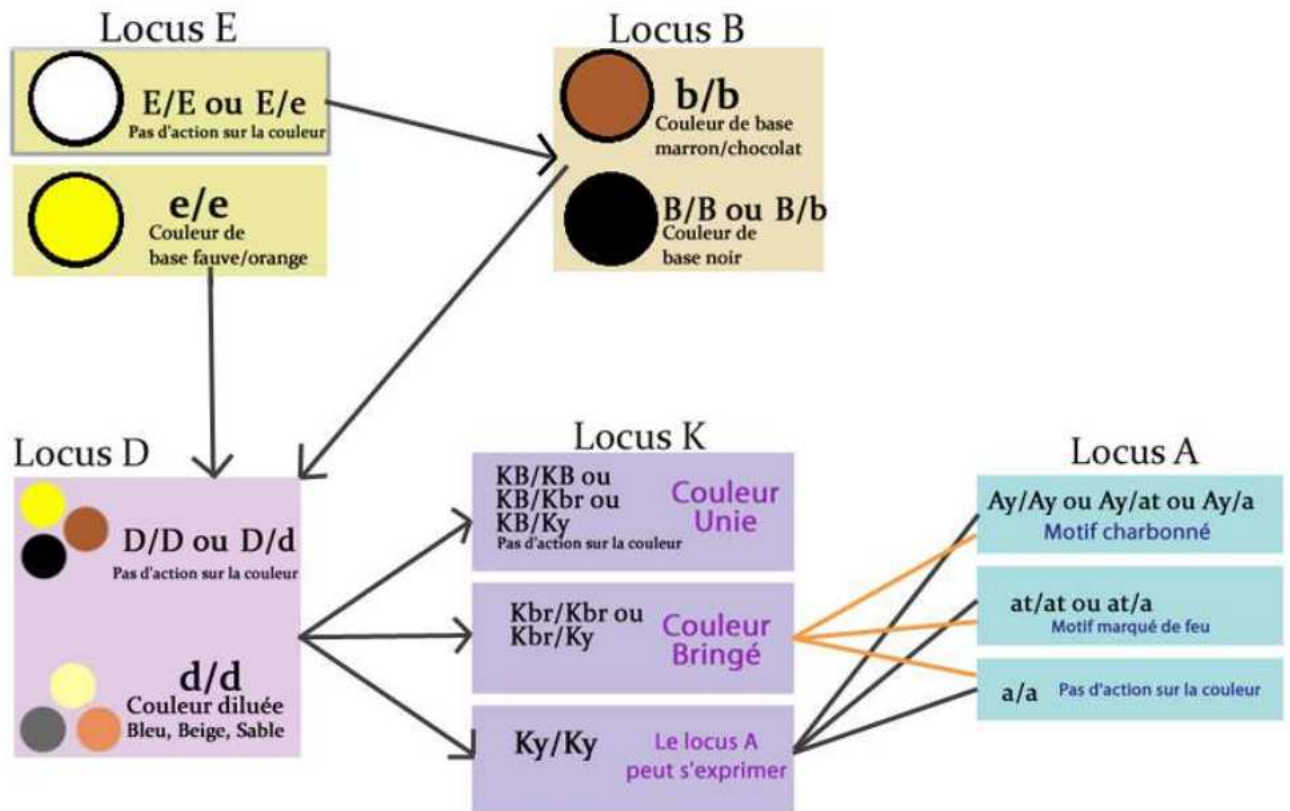 Locus E
E/E ou E/e
Pas d'action sur la couleur
e/e
Couleur de
base fauve/orange
Locus B
b/b
Couleur de base
marron/chocolat
B/B ou B/b
Couleur de
base noir
Locus D
D/D ou D/d
Pas d'action sur la couleur
d/d
Couleur diluée
Bleu, Beige, Sable
Locus K
KB/KB ou
KB/Kbr ou
KB/Ky
Pas d'action sur la couleur
Couleur
Unie
Kbr/Kbr ou
Kbr/Ky
Couleur
Bringé
Ky/Ky
Le locus A
peut s'exprimer
Locus A
Ay/Ay ou Ay/at ou Ay/a
Motif charbonné
at/at ou at/a
Motif marqué de feu
a/a Pas d'action sur la couleur